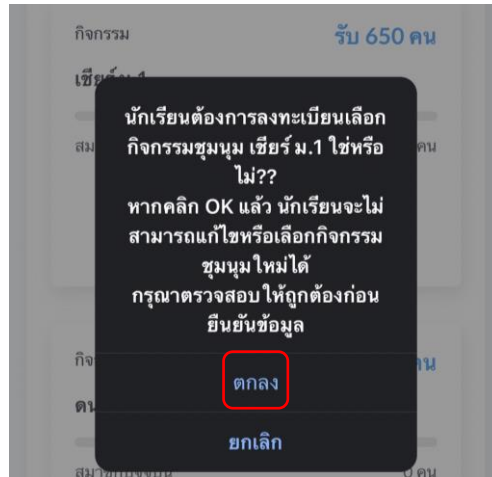 กิจกรรม รับ 650 คน
นักเรียนต้องการลงทะเบียนเลือก
กิจกรรมชุมนุม เชียร์ ม.1 ใช่หรือ
ไม่??
หากคลิก OK แล้ว นักเรียนจะไม่
สามารถแก้ไขหรือเลือกกิจกรรม
ชุมนุมใหม่ได้
กรุณาตรวจสอบให้ถูกต้องก่อน
ยืนยันข้อมูล
ตกลง
ยกเลิก
0 คน